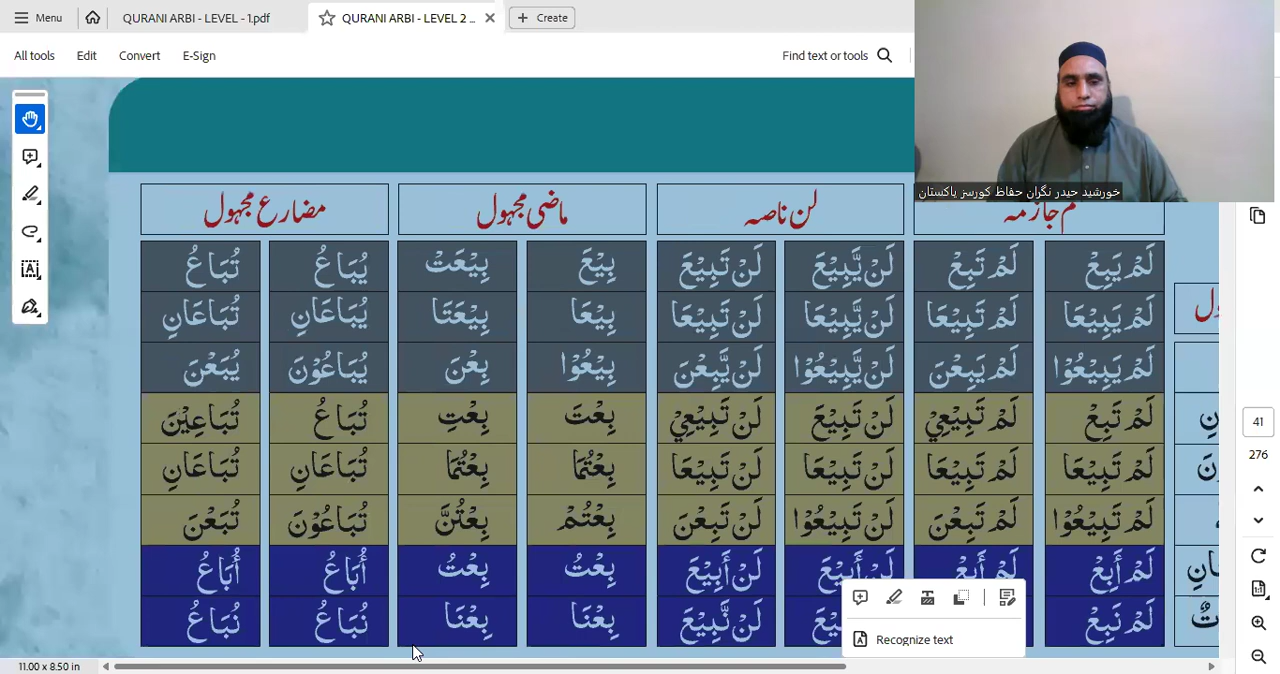 Menu QURANI ARBI - LEVEL - 1.pdf QURANI ARBI - LEVEL 2 ... Create
All tools Edit Convert E-Sign Find text or tools
خورشید حیدر نگران حفاظ کورسز پاکستان
لن ناصہ ماضی مجہول مضارع مجہول
لَمْ يَبِعْ لَمْ تَبِعْ لَنْ يَّبِيْعَ لَنْ تَبِيْعَ بِيْعَ بِيْعَتْ يُبَاعُ تُبَاعُ
لَمْ يَبِيْعَا لَمْ تَبِيْعَا لَنْ يَّبِيْعَا لَنْ تَبِيْعَا بِيْعَا بِيْعَتَا يُبَاعَانِ تُبَاعَانِ
لَمْ يَبِيْعُوْا لَمْ يَبِعْنَ لَنْ يَّبِيْعُوْا لَنْ يَّبِعْنَ بِيْعُوْا بِعْنَ يُبَاعُوْنَ يُبَعْنَ
لَمْ تَبِعْ لَمْ تَبِيْعِيْ لَنْ تَبِيْعَ لَنْ تَبِيْعِيْ بِعْتَ بِعْتِ تُبَاعُ تُبَاعِيْنَ
لَمْ تَبِيْعَا لَمْ تَبِيْعَا لَنْ تَبِيْعَا لَنْ تَبِيْعَا بِعْتُمَا بِعْتُمَا تُبَاعَانِ تُبَاعَانِ
لَمْ تَبِيْعُوْا لَمْ تَبِعْنَ لَنْ تَبِيْعُوْا لَنْ تَبِعْنَ بِعْتُمْ بِعْتُنَّ تُبَاعُوْنَ تُبَعْنَ
لَمْ أَبِعْ لَمْ أَبِعْ لَنْ أَبِيْعَ لَنْ أَبِيْعَ بِعْتُ بِعْتُ أُبَاعُ أُبَاعُ
لَمْ نَبِعْ لَنْ نَّبِيْعَ بِعْنَا بِعْنَا نُبَاعُ نُبَاعُ
Recognize text
41
276
11.00 x 8.50 in